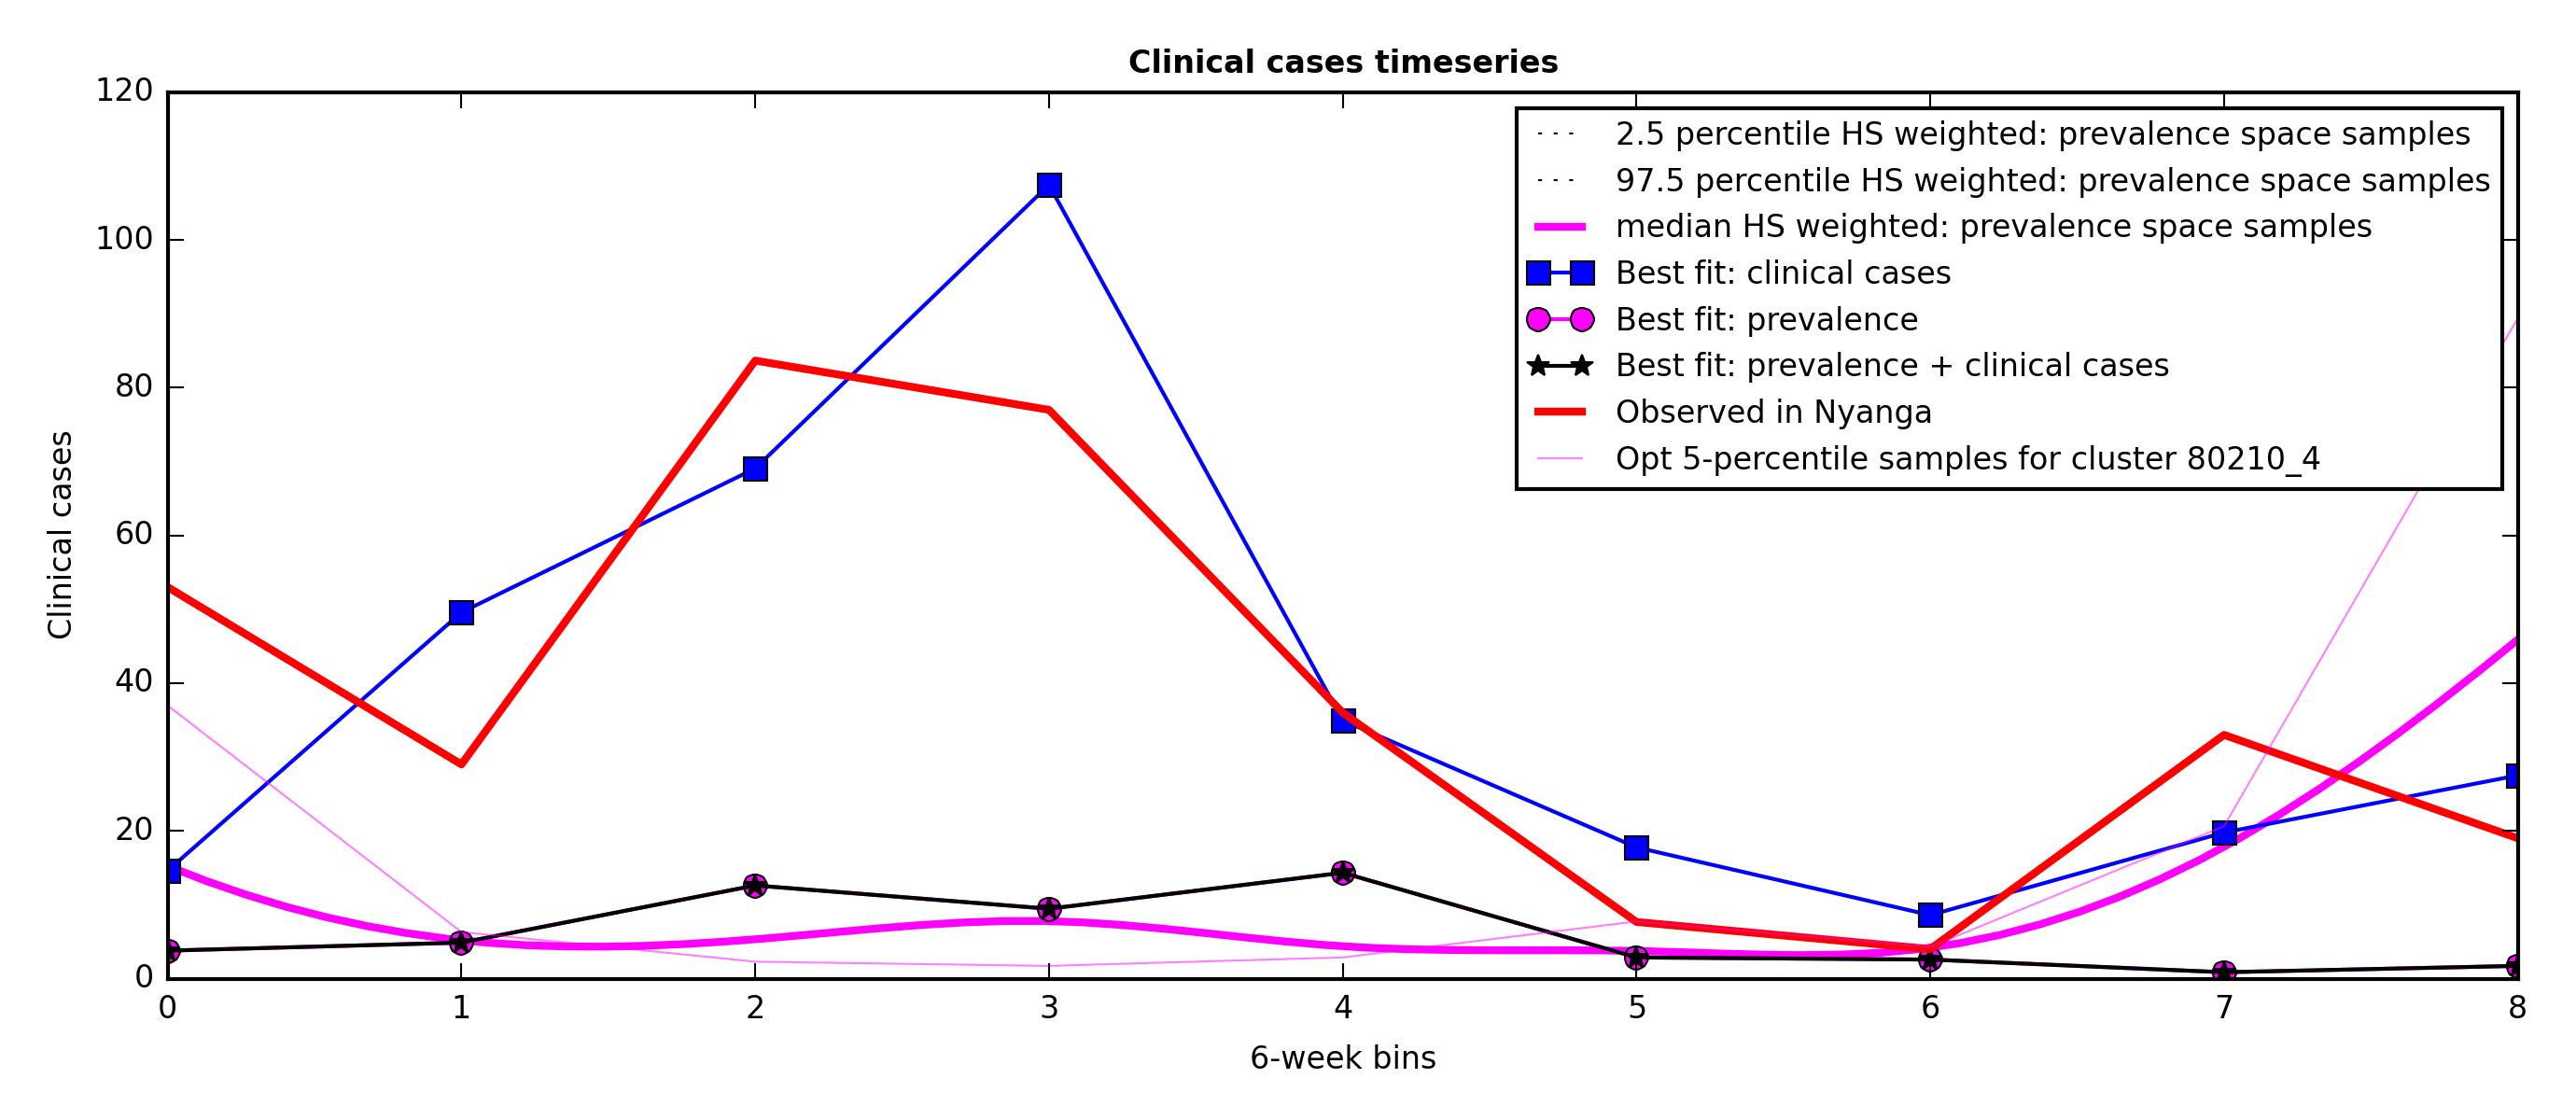 Clinical cases timeseries
120
100
80
60
40
20
0
Clinical cases
2.5 percentile HS weighted: prevalence space samples
97.5 percentile HS weighted: prevalence space samples
median HS weighted: prevalence space samples
Best fit: clinical cases
Best fit: prevalence
Best fit: prevalence + clinical cases
Observed in Nyanga
Opt 5-percentile samples for cluster 80210_4
0 1 2 3 4 5 6 7 8
6-week bins